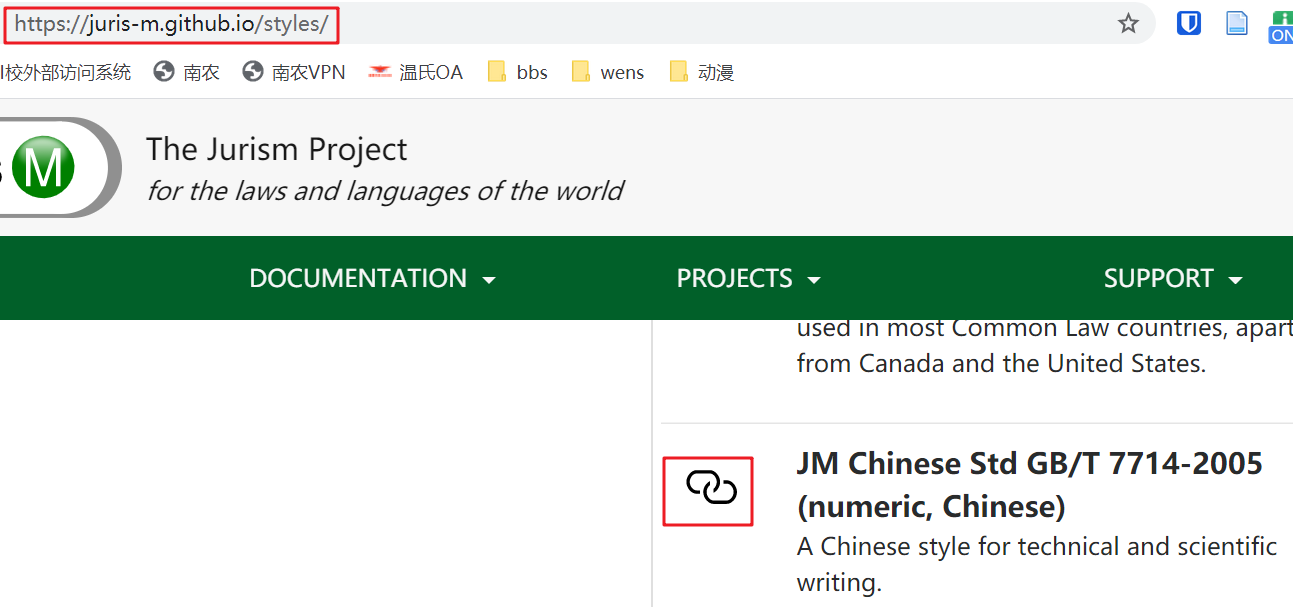 https://juris-m.github.io/styles/
ON
I校外部访问系统 南农 南农VPN 温氏OA bbs wens 动漫
M
The Jurism Project
for the laws and languages of the world
DOCUMENTATION PROJECTS SUPPORT
used in most Common Law countries, apart
from Canada and the United States.
JM Chinese Std GB/T 7714-2005
(numeric, Chinese)
A Chinese style for technical and scientific
writing.